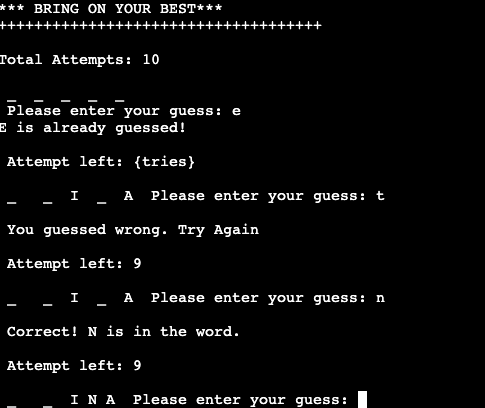 *** BRING ON YOUR BEST***
++++++++++++++++++++++++++++++++++++
Total Attempts: 10
_ _ _ _ _
Please enter your guess: e
E is already guessed!
Attempt left: {tries}
_ _ I _ A Please enter your guess: t
You guessed wrong. Try Again
Attempt left: 9
_ _ I _ A Please enter your guess: n
Correct! N is in the word.
Attempt left: 9
_ _ I N A Please enter your guess: